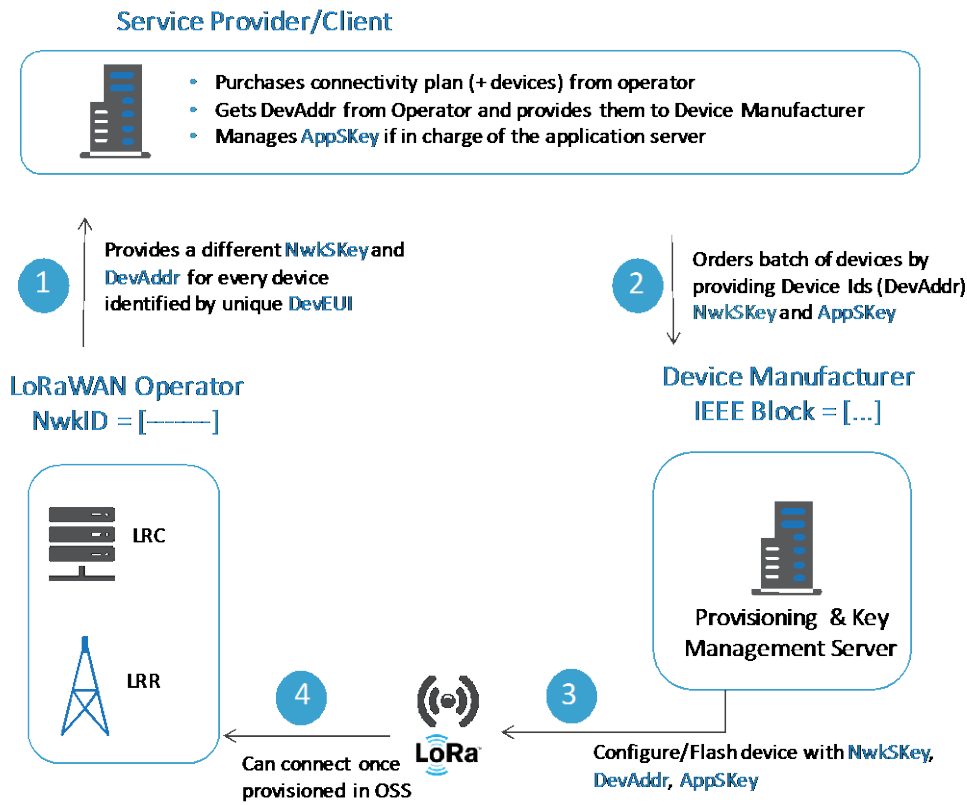 Service Provider/Client
• Purchases connectivity plan (+ devices) from operator
• Gets DevAddr from Operator and provides them to Device Manufacturer
• Manages AppSKey if in charge of the application server
1
Provides a different NwkSKey and
DevAddr for every device
identified by unique DevEUI
2
Orders batch of devices by
providing Device Ids (DevAddr)
NwkSKey and AppSKey
LoRaWAN Operator
NwkID = [———]
Device Manufacturer
IEEE Block = [...]
LRC
LRR
Provisioning & Key
Management Server
4
Can connect once
provisioned in OSS
LoRa™
3
Configure/Flash device with NwkSKey,
DevAddr, AppSKey